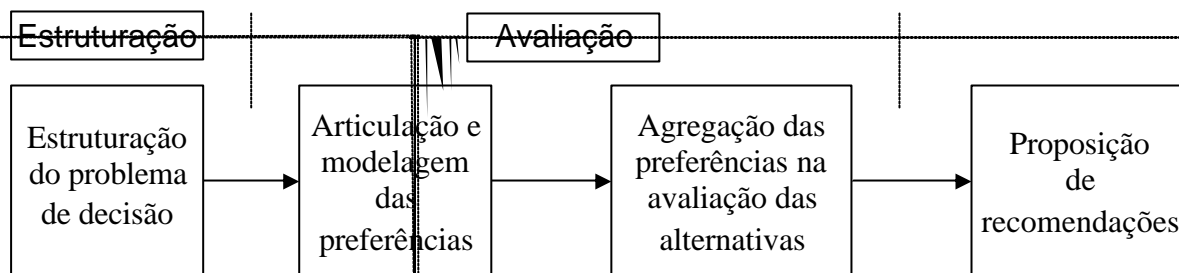 Estruturação
Avaliação
Estruturação
do problema
de decisão
Articulação e
modelagem
das
preferências
Agregação das
preferências na
avaliação das
alternativas
Proposição
de
recomendações